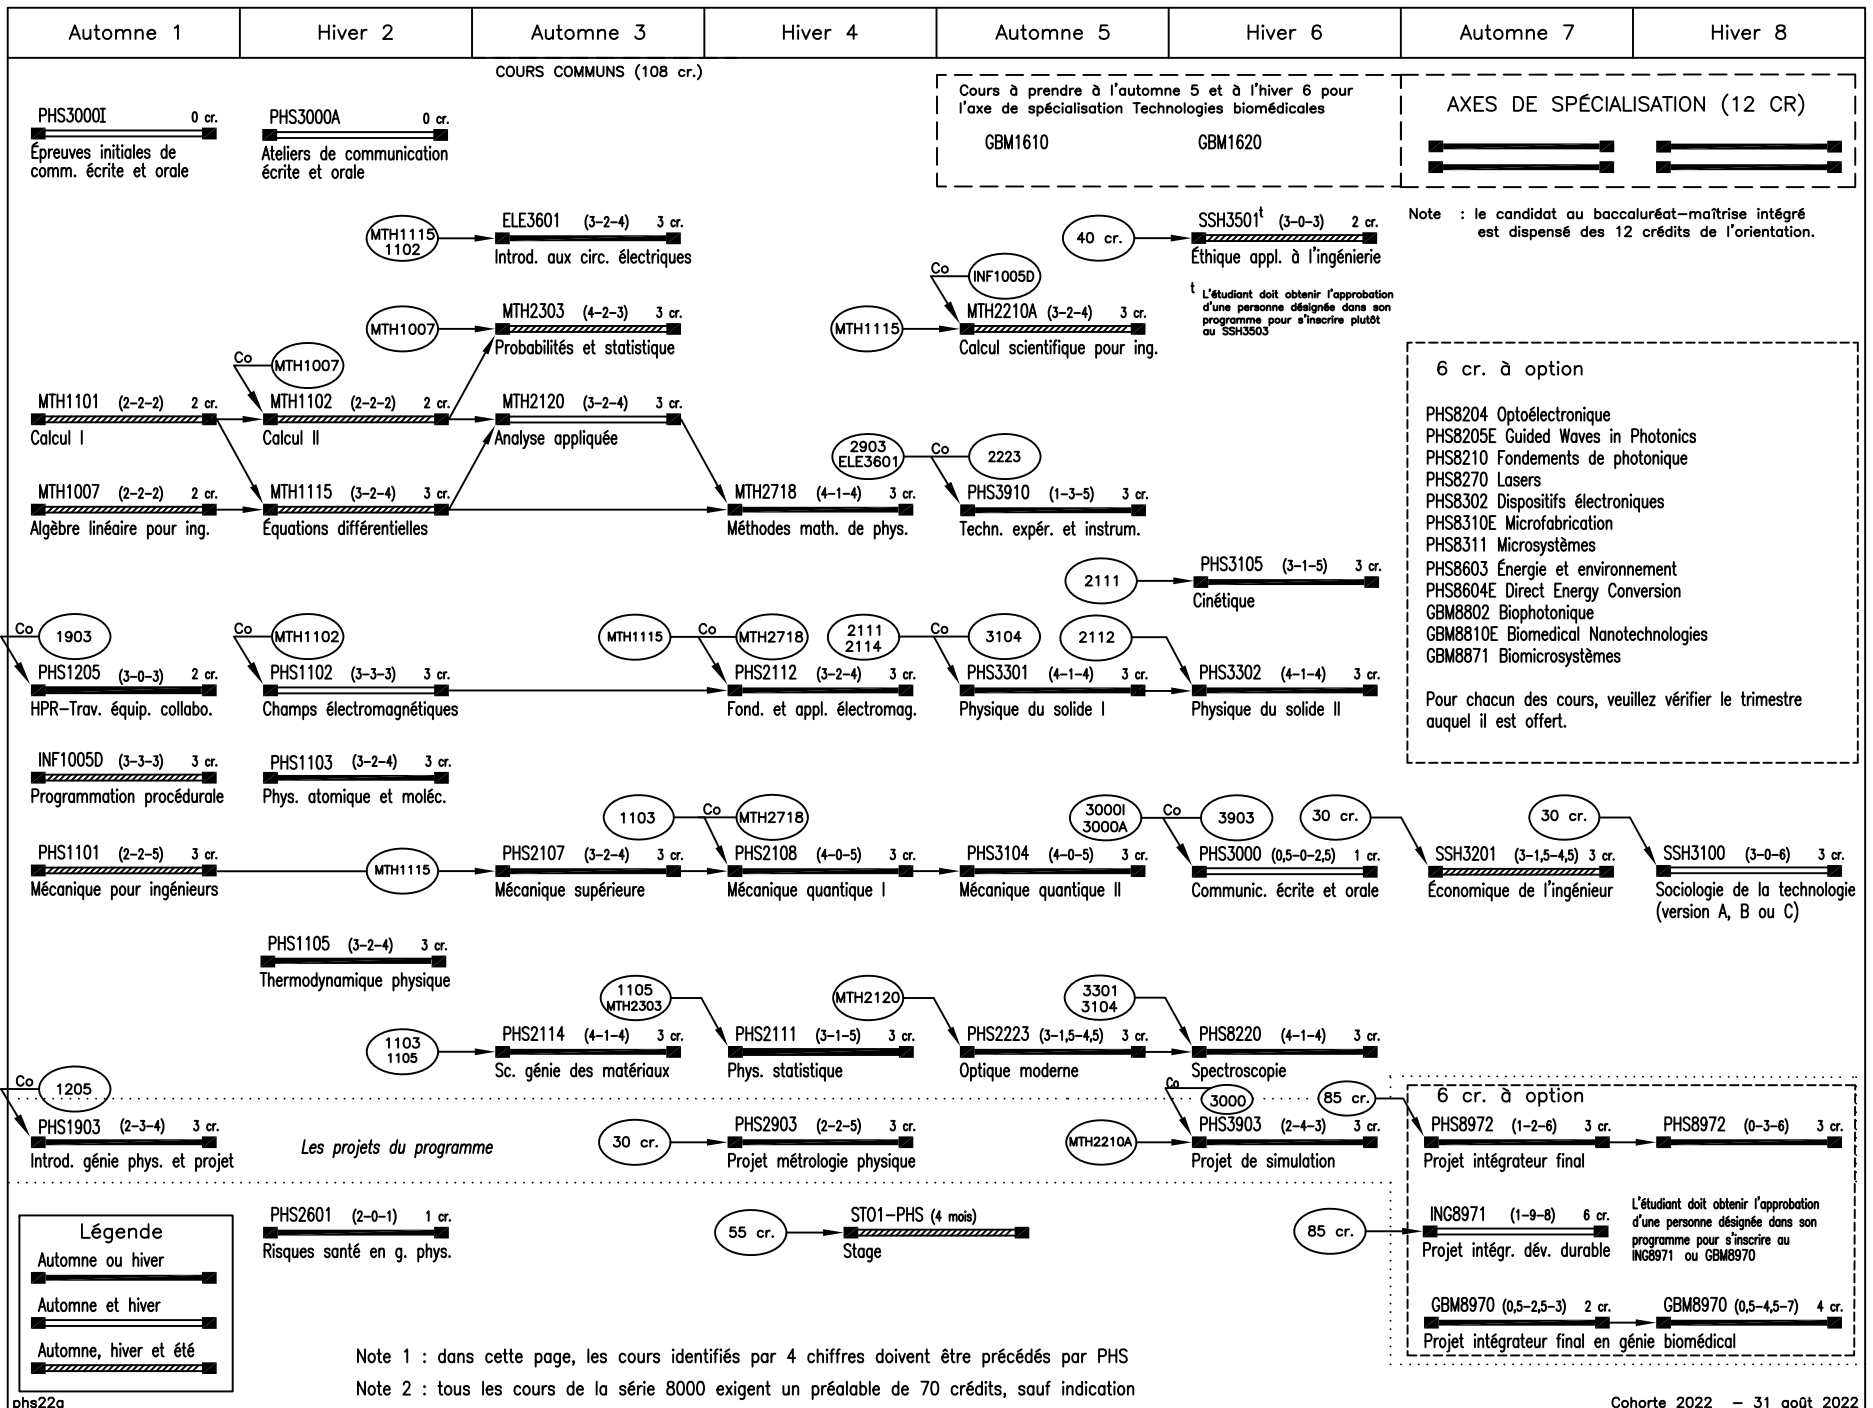 Automne 1
Hiver 2
Automne 3
Hiver 4
Automne 5
Hiver 6
Automne 7
Hiver 8
COURS COMMUNS (108 cr.)
Cours à prendre à l'automne 5 et à l'hiver 6 pour
l'axe de spécialisation Technologies biomédicales
GBM1610
GBM1620
AXES DE SPÉCIALISATION (12 CR)
PHS3000I 0 cr.
Épreuves initiales de
comm. écrite et orale
PHS3000A 0 cr.
Ateliers de communication
écrite et orale
Note : le candidat au baccaluréat-maîtrise intégré
est dispensé des 12 crédits de l'orientation.
MTH1115
1102
ELE3601 (3-2-4) 3 cr.
Introd. aux circ. électriques
40 cr.
SSH3501t (3-0-3) 2 cr.
Éthique appl. à l'ingénierie
t L'étudiant doit obtenir l'approbation
d'une personne désignée dans son
programme pour s'inscrire plutôt
au SSH3503
MTH1007
MTH2303 (4-2-3) 3 cr.
Probabilités et statistique
Co
INF1005D
MTH1115
MTH2210A (3-2-4) 3 cr.
Calcul scientifique pour ing.
Co
MTH1007
MTH1101 (2-2-2) 2 cr.
Calcul I
MTH1102 (2-2-2) 2 cr.
Calcul II
MTH2120 (3-2-4) 3 cr.
Analyse appliquée
2903
ELE3601
Co
2223
MTH1007 (2-2-2) 2 cr.
Algèbre linéaire pour ing.
MTH1115 (3-2-4) 3 cr.
Équations différentielles
MTH2718 (4-1-4) 3 cr.
Méthodes math. de phys.
PHS3910 (1-3-5) 3 cr.
Techn. expér. et instrum.
6 cr. à option
PHS8204 Optoélectronique
PHS8205E Guided Waves in Photonics
PHS8210 Fondements de photonique
PHS8270 Lasers
PHS8302 Dispositifs électroniques
PHS8310E Microfabrication
PHS8311 Microsystèmes
PHS8603 Énergie et environnement
PHS8604E Direct Energy Conversion
GBM8802 Biophotonique
GBM8810E Biomedical Nanotechnologies
GBM8871 Biomicrosystèmes
Pour chacun des cours, veuillez vérifier le trimestre
auquel il est offert.
2111
PHS3105 (3-1-5) 3 cr.
Cinétique
Co
1903
Co
MTH1102
MTH1115
Co
MTH2718
2111
2114
Co
3104
2112
PHS1205 (3-0-3) 2 cr.
HPR-Trav. équip. collabo.
PHS1102 (3-3-3) 3 cr.
Champs électromagnétiques
PHS2112 (3-2-4) 3 cr.
Fond. et appl. électromag.
PHS3301 (4-1-4) 3 cr.
Physique du solide I
PHS3302 (4-1-4) 3 cr.
Physique du solide II
INF1005D (3-3-3) 3 cr.
Programmation procédurale
PHS1103 (3-2-4) 3 cr.
Phys. atomique et moléc.
1103
Co
MTH2718
3000I
3000A
Co
3903
30 cr.
30 cr.
PHS1101 (2-2-5) 3 cr.
Mécanique pour ingénieurs
MTH1115
PHS2107 (3-2-4) 3 cr.
Mécanique supérieure
PHS2108 (4-0-5) 3 cr.
Mécanique quantique I
PHS3104 (4-0-5) 3 cr.
Mécanique quantique II
PHS3000 (0,5-0-2,5) 1 cr.
Communic. écrite et orale
SSH3201 (3-1,5-4,5) 3 cr.
Économique de l'ingénieur
SSH3100 (3-0-6) 3 cr.
Sociologie de la technologie
(version A, B ou C)
PHS1105 (3-2-4) 3 cr.
Thermodynamique physique
1105
MTH2303
MTH2120
3301
3104
1103
1105
PHS2114 (4-1-4) 3 cr.
Sc. génie des matériaux
PHS2111 (3-1-5) 3 cr.
Phys. statistique
PHS2223 (3-1,5-4,5) 3 cr.
Optique moderne
PHS8220 (4-1-4) 3 cr.
Spectroscopie
Co
1205
Co
3000
85 cr.
6 cr. à option
PHS1903 (2-3-4) 3 cr.
Introd. génie phys. et projet
Les projets du programme
30 cr.
PHS2903 (2-2-5) 3 cr.
Projet métrologie physique
MTH2210A
PHS3903 (2-4-3) 3 cr.
Projet de simulation
PHS8972 (1-2-6) 3 cr.
Projet intégrateur final
PHS8972 (0-3-6) 3 cr.
PHS2601 (2-0-1) 1 cr.
Risques santé en g. phys.
55 cr.
ST01-PHS (4 mois)
Stage
85 cr.
ING8971 (1-9-8) 6 cr.
Projet intégr. dév. durable
L'étudiant doit obtenir l'approbation
d'une personne désignée dans son
programme pour s'inscrire au
ING8971 ou GBM8970
GBM8970 (0,5-2,5-3) 2 cr.
GBM8970 (0,5-4,5-7) 4 cr.
Projet intégrateur final en génie biomédical
Légende
Automne ou hiver
Automne et hiver
Automne, hiver et été
Note 1 : dans cette page, les cours identifiés par 4 chiffres doivent être précédés par PHS
Note 2 : tous les cours de la série 8000 exigent un préalable de 70 crédits, sauf indication
phs22a
Cohorte 2022 - 31 août 2022